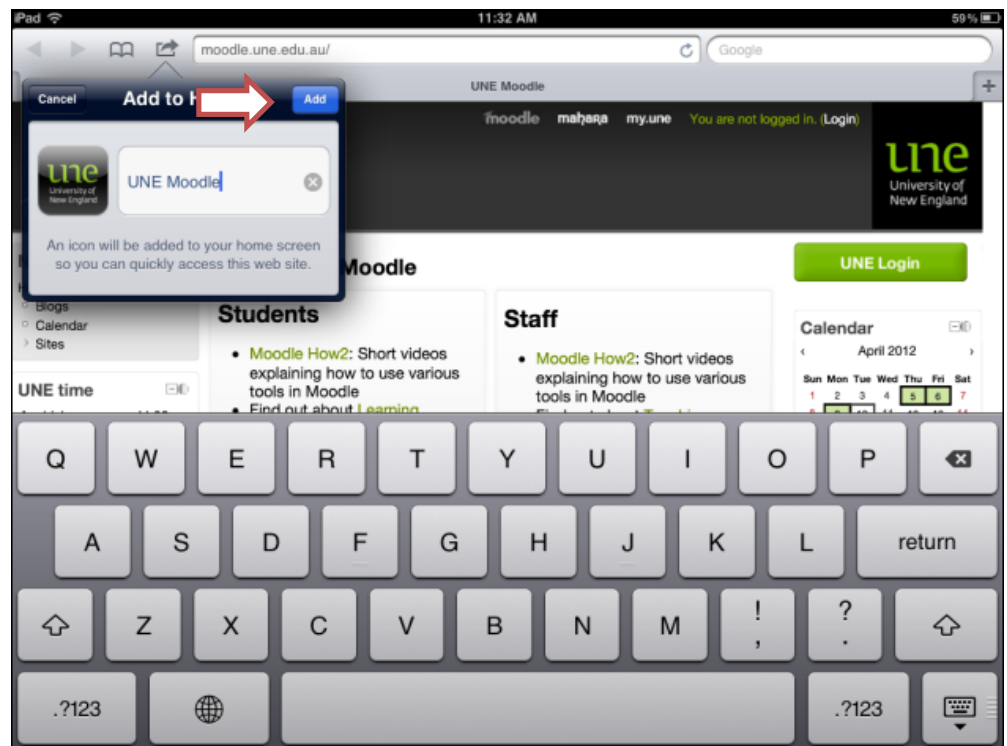 iPad 11:32 AM 59%
moodle.une.edu.au/ Google
UNE Moodle
Cancel Add to H Add
moodle mahara my.une You are not logged in. (Login)
une
University of
New England
UNE Moodle
une
University of
New England
An icon will be added to your home screen
so you can quickly access this web site.
Moodle
UNE Login
Blogs
Calendar
Sites
UNE time
Students
Moodle How2: Short videos
explaining how to use various
tools in Moodle
Find out about Learning
Staff
Moodle How2: Short videos
explaining how to use various
tools in Moodle
Calendar
‹ April 2012 ›
Sun Mon Tue Wed Thu Fri Sat
1 2 3 4 5 6 7
Q W E R T Y U I O P
A S D F G H J K L return
Z X C V B N M ! , ? .
.?123 .?123